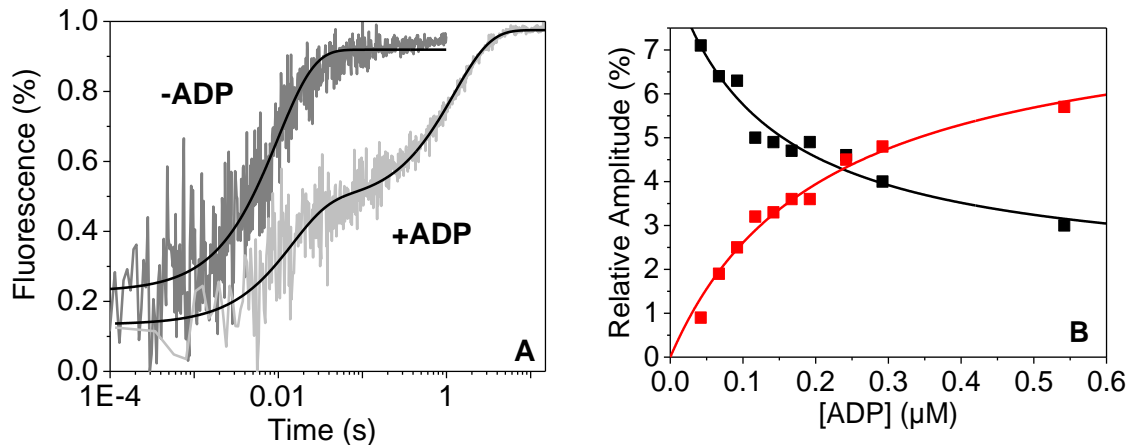 1.0
0.8
0.6
0.4
0.2
0.0
Fluorescence (%)
-ADP
+ADP
A
1E-4
0.01
1
Time (s)
7
6
5
4
3
2
1
0
Relative Amplitude (%)
B
0.0
0.1
0.2
0.3
0.4
0.5
0.6
[ADP] (µM)